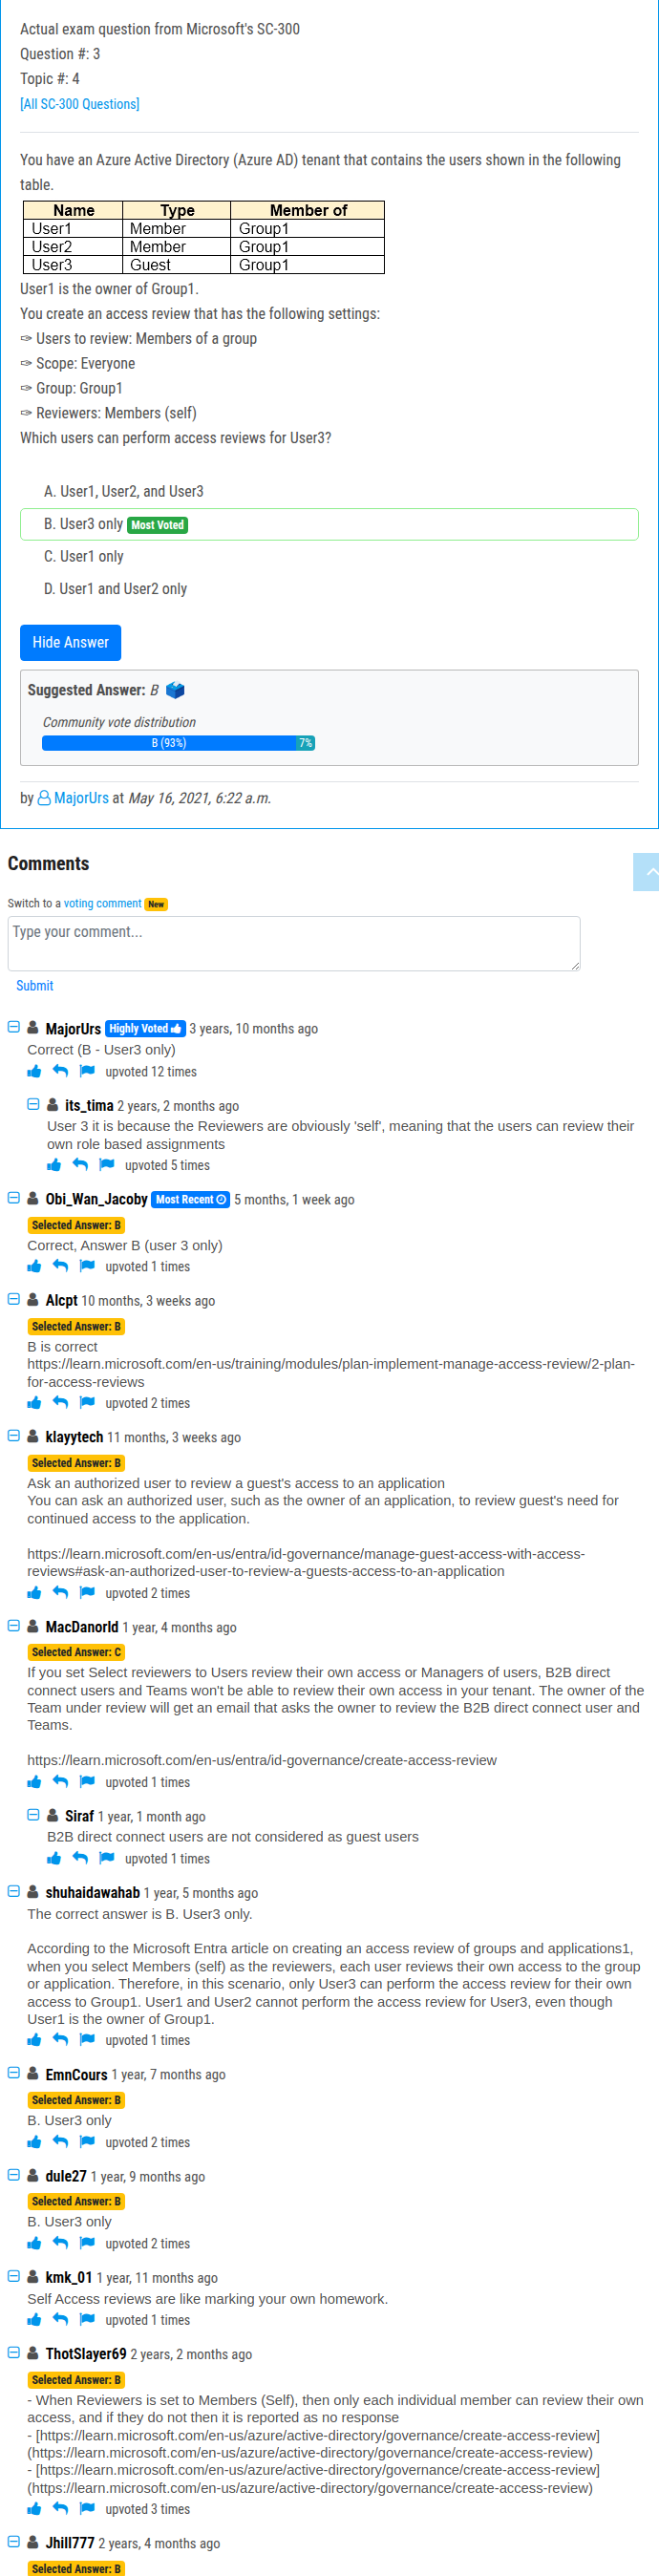 Actual exam question from Microsoft's SC-300
Question #: 3
Topic #: 4
[All SC-300 Questions]
You have an Azure Active Directory (Azure AD) tenant that contains the users shown in the following
table.
Name Type Member of
User1 Member Group1
User2 Member Group1
User3 Guest Group1
User1 is the owner of Group1.
You create an access review that has the following settings:
✑ Users to review: Members of a group
✑ Scope: Everyone
✑ Group: Group1
✑ Reviewers: Members (self)
Which users can perform access reviews for User3?
A. User1, User2, and User3
B. User3 only Most Voted
C. User1 only
D. User1 and User2 only
Hide Answer
Suggested Answer: B
Community vote distribution
B (93%) 7%
by MajorUrs at May 16, 2021, 6:22 a.m.
Comments
Switch to a voting comment New
Type your comment...
Submit
MajorUrs Highly Voted 3 years, 10 months ago
Correct (B - User3 only)
upvoted 12 times
its_tima 2 years, 2 months ago
User 3 it is because the Reviewers are obviously 'self', meaning that the users can review their
own role based assignments
upvoted 5 times
Obi_Wan_Jacoby Most Recent 5 months, 1 week ago
Selected Answer: B
Correct, Answer B (user 3 only)
upvoted 1 times
Alcpt 10 months, 3 weeks ago
Selected Answer: B
B is correct
https://learn.microsoft.com/en-us/training/modules/plan-implement-manage-access-review/2-plan-
for-access-reviews
upvoted 2 times
klayytech 11 months, 3 weeks ago
Selected Answer: B
Ask an authorized user to review a guest's access to an application
You can ask an authorized user, such as the owner of an application, to review guest's need for
continued access to the application.
https://learn.microsoft.com/en-us/entra/id-governance/manage-guest-access-with-access-
reviews#ask-an-authorized-user-to-review-a-guests-access-to-an-application
upvoted 2 times
MacDanorld 1 year, 4 months ago
Selected Answer: C
If you set Select reviewers to Users review their own access or Managers of users, B2B direct
connect users and Teams won't be able to review their own access in your tenant. The owner of the
Team under review will get an email that asks the owner to review the B2B direct connect user and
Teams.
https://learn.microsoft.com/en-us/entra/id-governance/create-access-review
upvoted 1 times
Siraf 1 year, 1 month ago
B2B direct connect users are not considered as guest users
upvoted 1 times
shuhaidawahab 1 year, 5 months ago
The correct answer is B. User3 only.
According to the Microsoft Entra article on creating an access review of groups and applications1,
when you select Members (self) as the reviewers, each user reviews their own access to the group
or application. Therefore, in this scenario, only User3 can perform the access review for their own
access to Group1. User1 and User2 cannot perform the access review for User3, even though
User1 is the owner of Group1.
upvoted 1 times
EmnCours 1 year, 7 months ago
Selected Answer: B
B. User3 only
upvoted 2 times
dule27 1 year, 9 months ago
Selected Answer: B
B. User3 only
upvoted 2 times
kmk_01 1 year, 11 months ago
Self Access reviews are like marking your own homework.
upvoted 1 times
ThotSlayer69 2 years, 2 months ago
Selected Answer: B
- When Reviewers is set to Members (Self), then only each individual member can review their own
access, and if they do not then it is reported as no response
- [https://learn.microsoft.com/en-us/azure/active-directory/governance/create-access-review]
(https://learn.microsoft.com/en-us/azure/active-directory/governance/create-access-review)
- [https://learn.microsoft.com/en-us/azure/active-directory/governance/create-access-review]
(https://learn.microsoft.com/en-us/azure/active-directory/governance/create-access-review)
upvoted 3 times
Jhill777 2 years, 4 months ago
Selected Answer: B